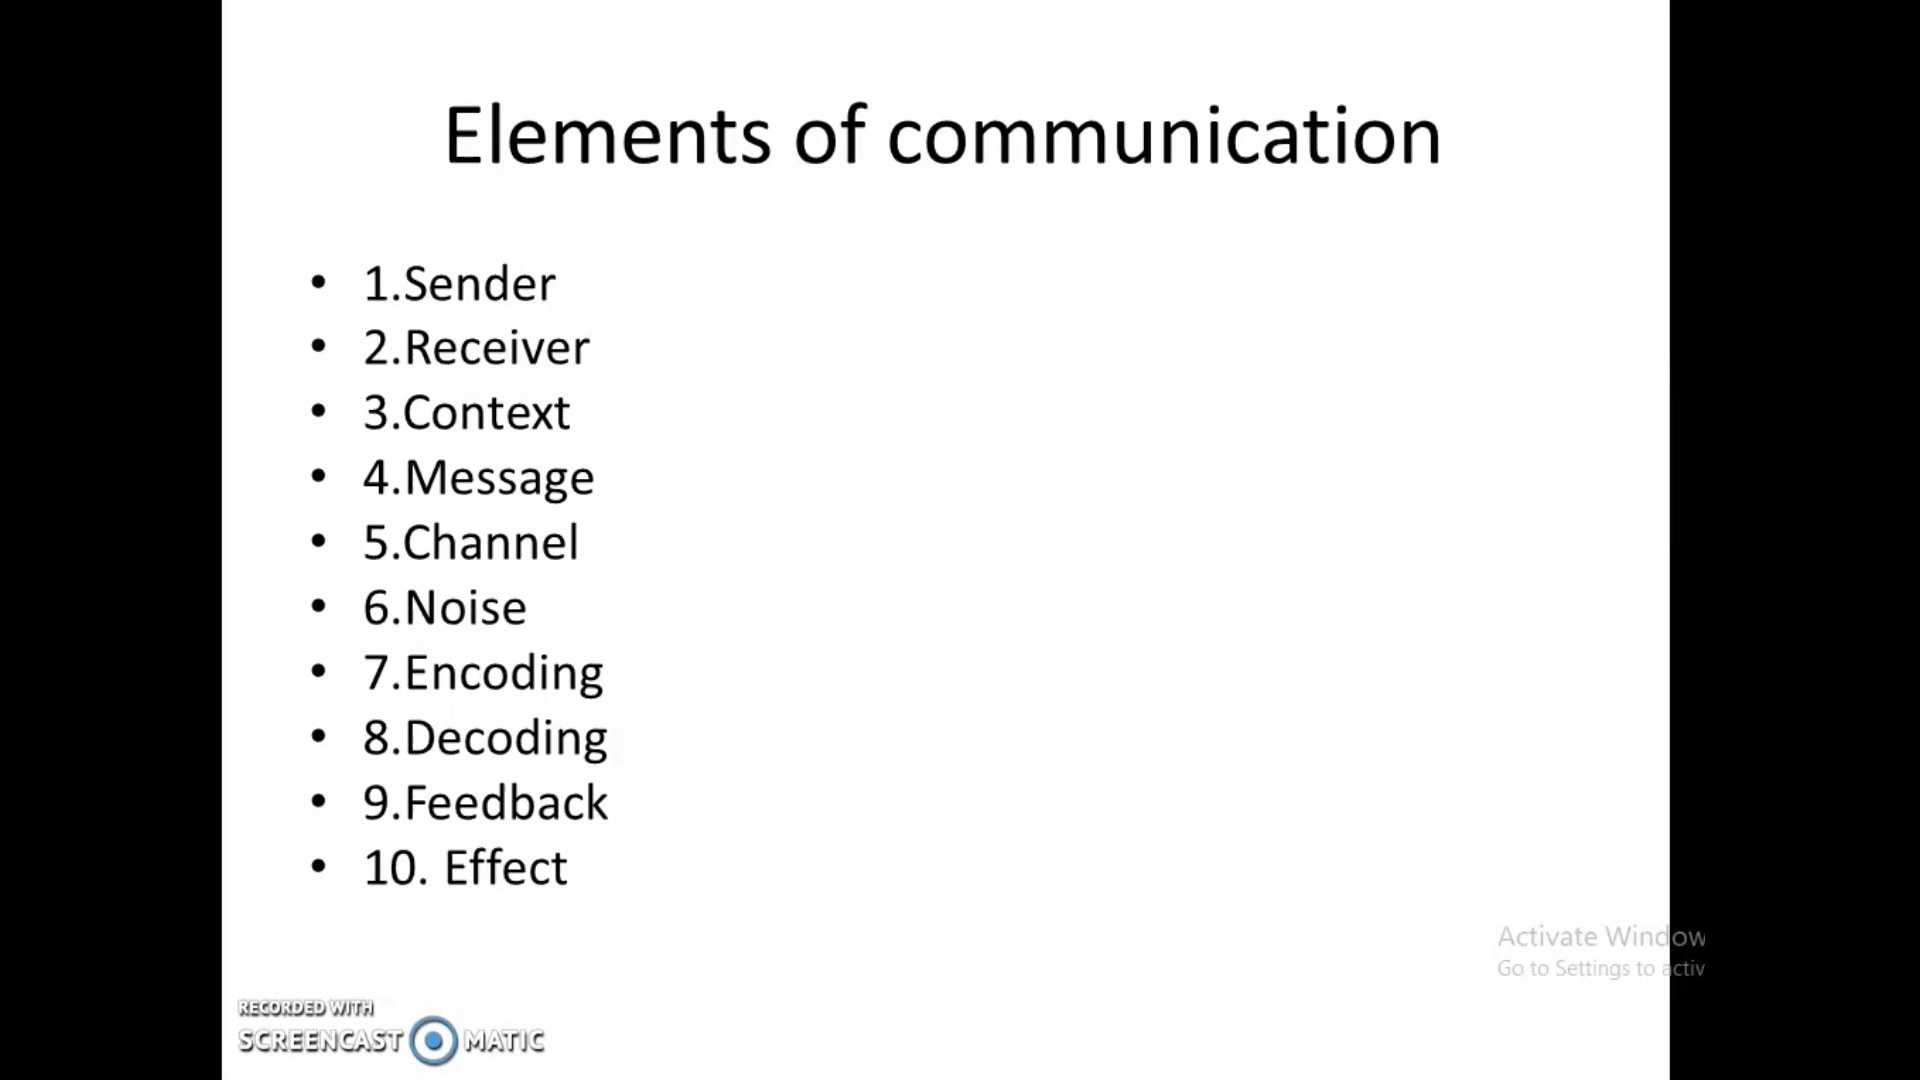 Elements of communication
• 1.Sender
• 2.Receiver
• 3.Context
• 4.Message
• 5.Channel
• 6.Noise
• 7.Encoding
• 8.Decoding
• 9.Feedback
• 10. Effect
Activate Window
Go to Settings to activ
RECORDED WITH
SCREENCAST MATIC